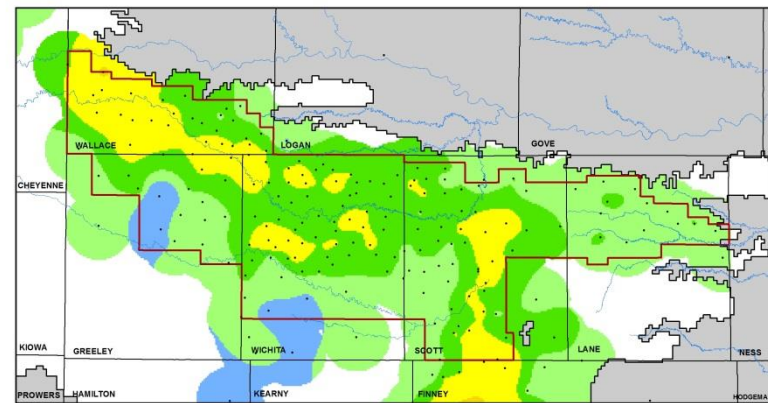 WALLACE
LOGAN
GOVE
CHEYENNE
KIOWA
GREELEY
WICHITA
SCOTT
LANE
NESS
PROWERS
HAMILTON
KEARNY
FINNEY
HODGEMA